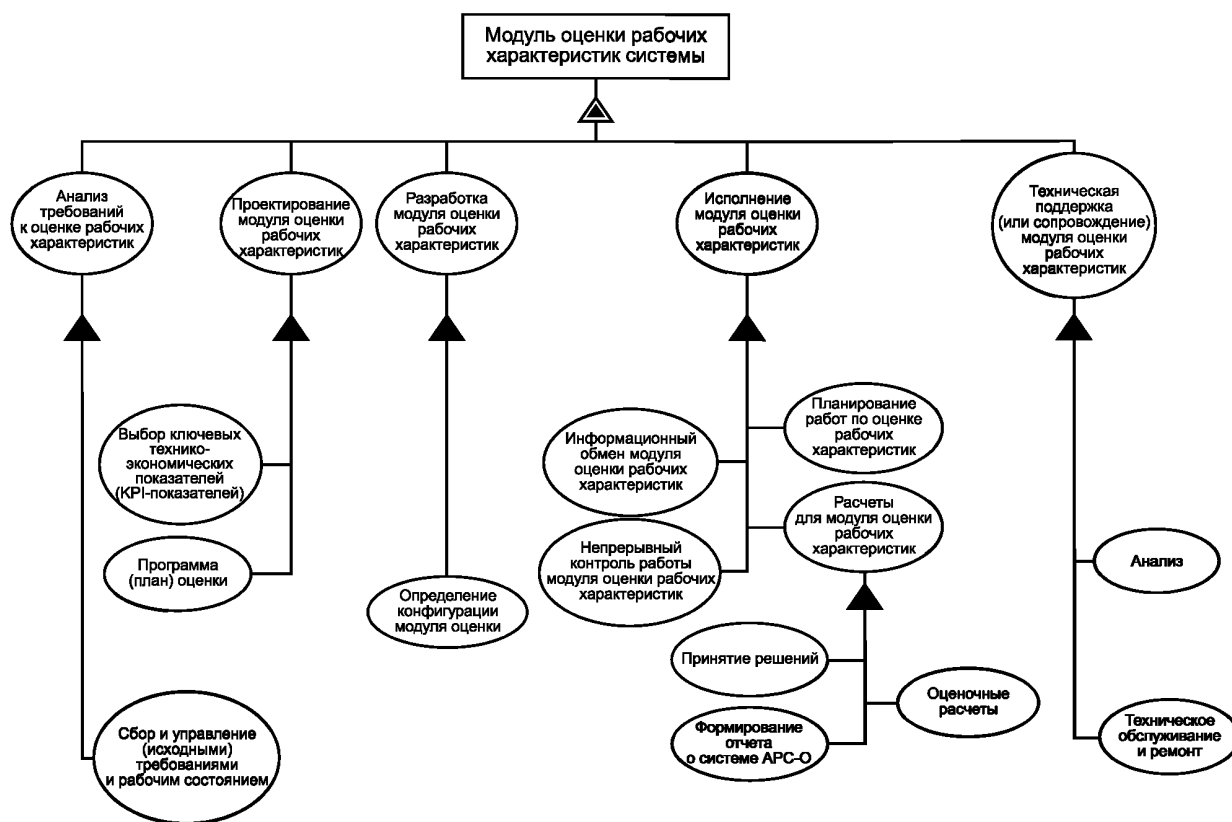 Модуль оценки рабочих
характеристик системы
Анализ
требований
к оценке рабочих
характеристик
Проектирование
модуля оценки
рабочих
характеристик
Разработка
модуля оценки
рабочих
характеристик
Исполнение
модуля оценки
рабочих
характеристик
Техническая
поддержка
(или сопровождение)
модуля оценки
рабочих
характеристик
Выбор ключевых
технико-
экономических
показателей
(KPI-показателей)
Программа
(план) оценки
Определение
конфигурации
модуля оценки
Информационный
обмен модуля
оценки рабочих
характеристик
Планирование
работ по оценке
рабочих
характеристик
Непрерывный
контроль работы
модуля оценки рабочих
характеристик
Расчеты
для модуля оценки
рабочих
характеристик
Анализ
Принятие решений
Оценочные
расчеты
Формирование
отчета
о системе АРС-О
Техническое
обслуживание
и ремонт
Сбор и управление
(исходными)
требованиями
и рабочим состоянием